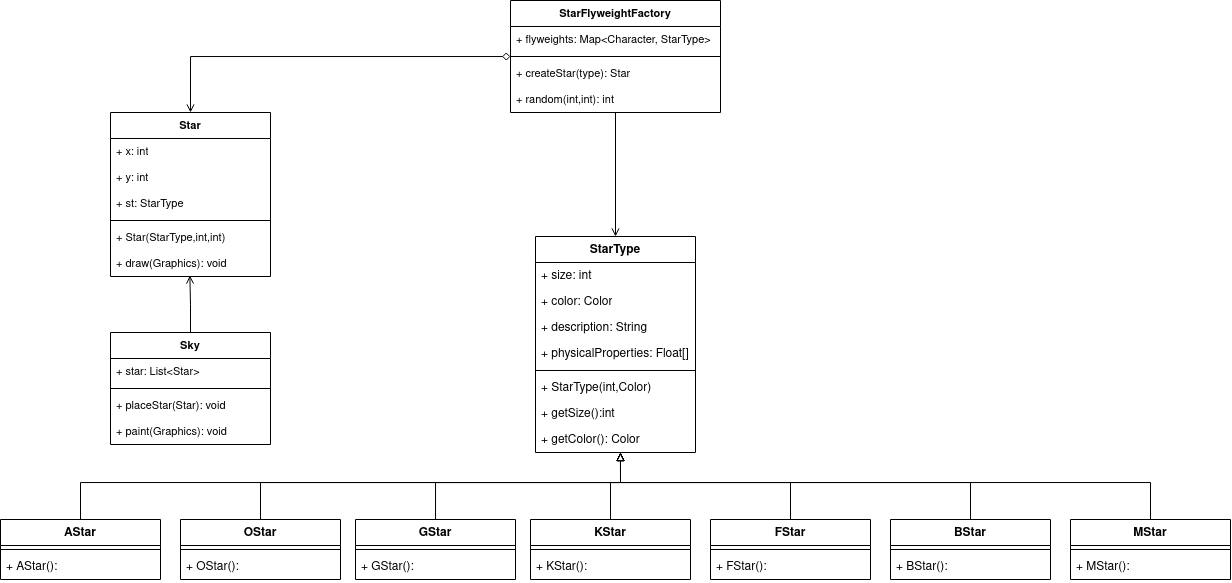 StarFlyweightFactory
+ flyweights: Map<Character, StarType>
+ createStar(type): Star
+ random(int,int): int
Star
+ x: int
+ y: int
+ st: StarType
+ Star(StarType,int,int)
+ draw(Graphics): void
StarType
+ size: int
+ color: Color
+ description: String
+ physicalProperties: Float[]
+ StarType(int,Color)
+ getSize():int
+ getColor(): Color
Sky
+ star: List<Star>
+ placeStar(Star): void
+ paint(Graphics): void
AStar
+ AStar():
OStar
+ OStar():
GStar
+ GStar():
KStar
+ KStar():
FStar
+ FStar():
BStar
+ BStar():
MStar
+ MStar():